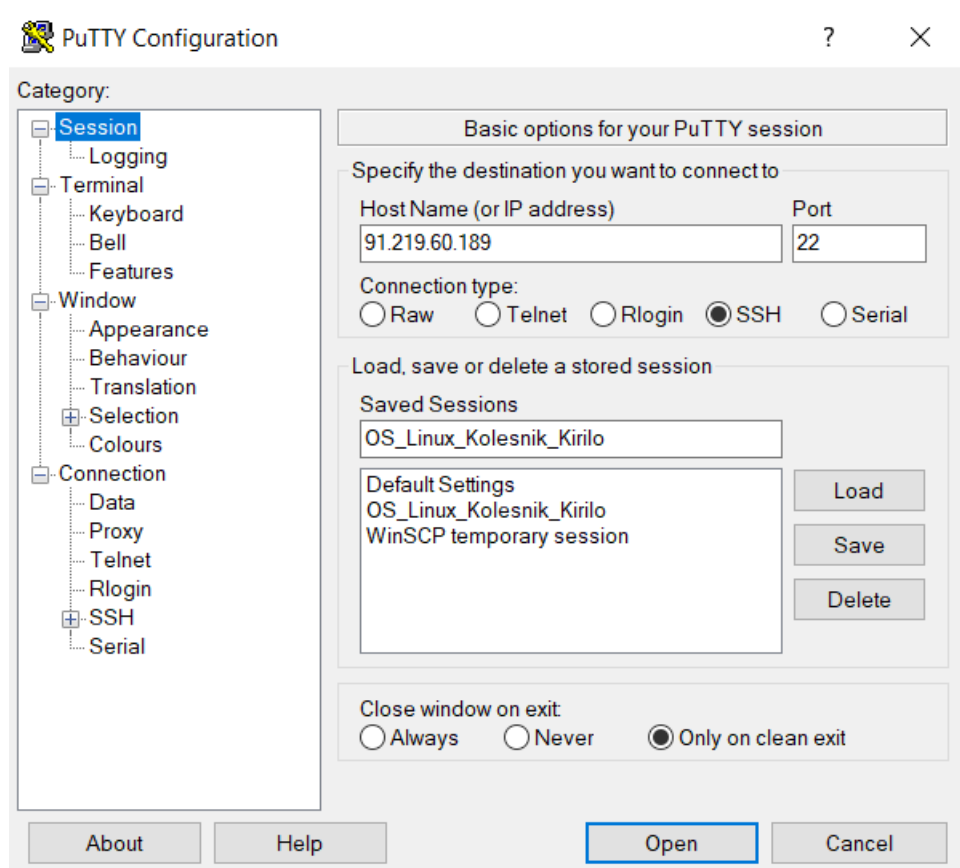 PuTTY Configuration
?
Category:
Session
Logging
Terminal
Keyboard
Bell
Features
Window
Appearance
Behaviour
Translation
Selection
Colours
Connection
Data
Proxy
Telnet
Rlogin
SSH
Serial
Basic options for your PuTTY session
Specify the destination you want to connect to
Host Name (or IP address) Port
91.219.60.189 22
Connection type:
Raw Telnet Rlogin SSH Serial
Load, save or delete a stored session
Saved Sessions
OS_Linux_Kolesnik_Kirilo
Default Settings
OS_Linux_Kolesnik_Kirilo
WinSCP temporary session
Load
Save
Delete
Close window on exit:
Always Never Only on clean exit
About Help Open Cancel